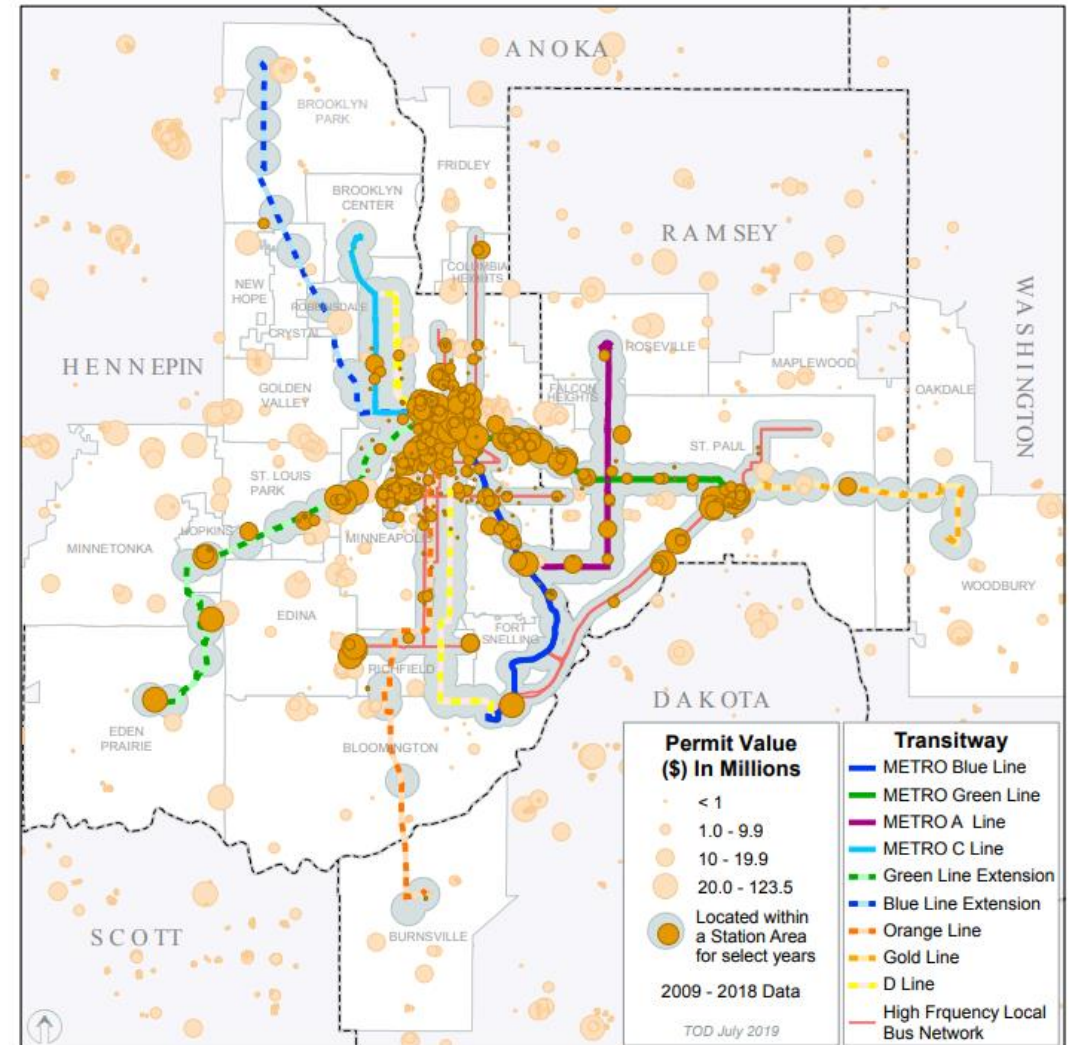 ANOKA
BROOKLYN
PARK
FRIDLEY
BROOKLYN
CENTER
RAMSEY
COLUMBIA
HEIGHTS
WASHINGTON
NEW
HOPE
ROBBINSDALE
CRYSTAL
ROSEVILLE
MAPLEWOOD
HENNEPIN
OAKDALE
GOLDEN
VALLEY
FALCON
HEIGHTS
ST. PAUL
ST. LOUIS
PARK
HOPKINS
MINNEAPOLIS
MINNETONKA
WOODBURY
EDINA
FORT
SNELLING
RICHFIELD
DAKOTA
EDEN
PRAIRIE
BLOOMINGTON
SCOTT
BURNSVILLE
Permit Value
($) In Millions
< 1
1.0 - 9.9
10 - 19.9
20.0 - 123.5
Located within
a Station Area
for select years
2009 - 2018 Data
TOD July 2019
Transitway
METRO Blue Line
METRO Green Line
METRO A Line
METRO C Line
Green Line Extension
Blue Line Extension
Orange Line
Gold Line
D Line
High Frquency Local
Bus Network